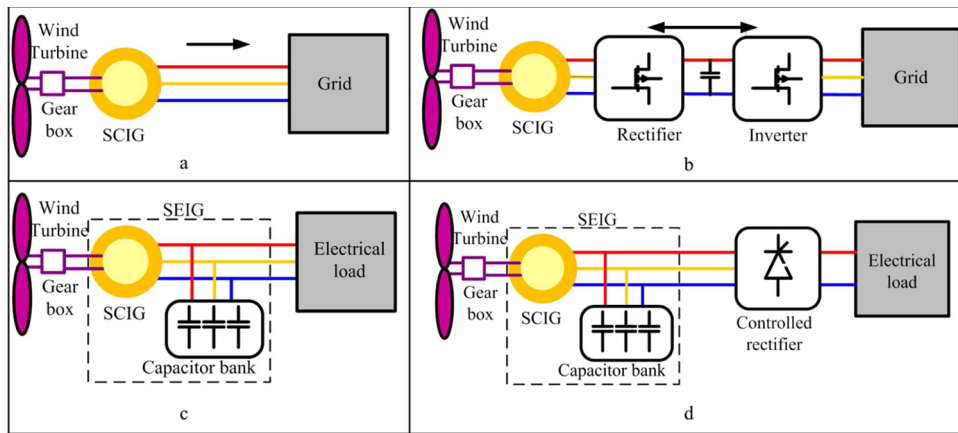 Wind
Turbine
Gear
box
SCIG
Grid
a
Wind
Turbine
Gear
box
SCIG
Rectifier
Inverter
Grid
b
SEIG
Wind
Turbine
Gear
box
SCIG
Capacitor bank
Electrical
load
c
SEIG
Wind
Turbine
Gear
box
SCIG
Capacitor bank
Controlled
rectifier
Electrical
load
d